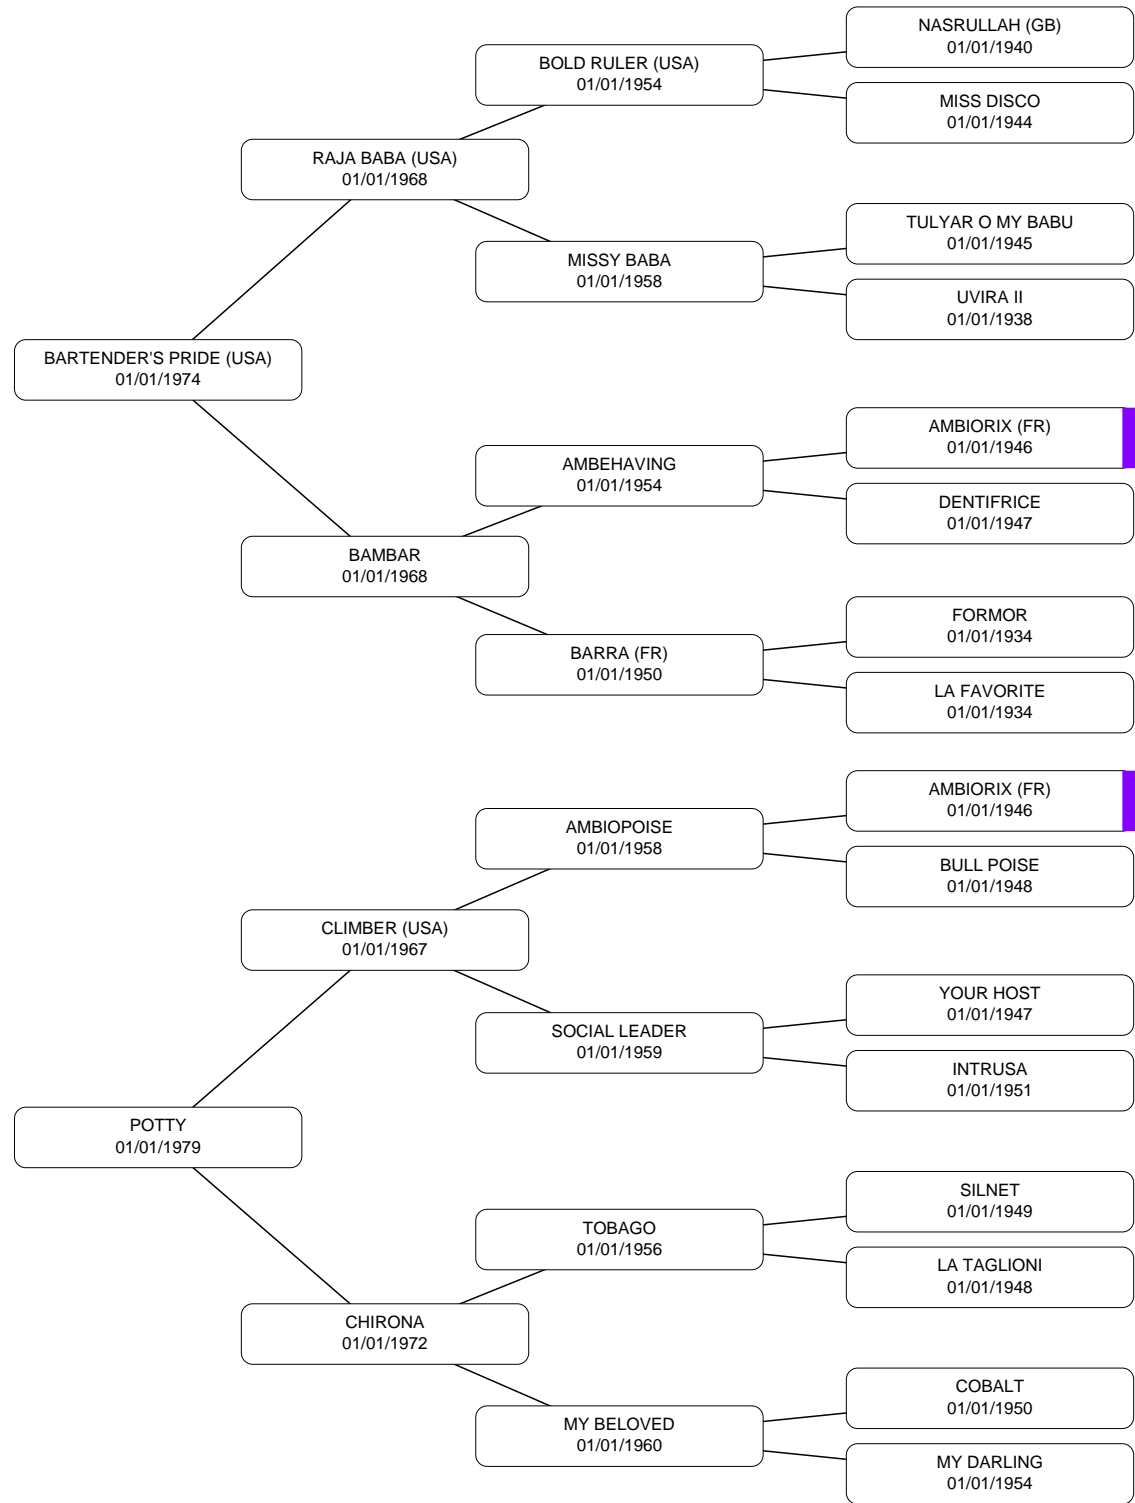 NASRULLAH (GB)
01/01/1940
BOLD RULER (USA)
01/01/1954
MISS DISCO
01/01/1944
RAJA BABA (USA)
01/01/1968
TULYAR O MY BABU
01/01/1945
MISSY BABA
01/01/1958
UVIRA II
01/01/1938
BARTENDER'S PRIDE (USA)
01/01/1974
AMBIORIX (FR)
01/01/1946
AMBEHAVING
01/01/1954
DENTIFRICE
01/01/1947
BAMBAR
01/01/1968
FORMOR
01/01/1934
BARRA (FR)
01/01/1950
LA FAVORITE
01/01/1934
AMBIORIX (FR)
01/01/1946
AMBIOPOISE
01/01/1958
BULL POISE
01/01/1948
CLIMBER (USA)
01/01/1967
YOUR HOST
01/01/1947
SOCIAL LEADER
01/01/1959
INTRUSA
01/01/1951
POTTY
01/01/1979
SILNET
01/01/1949
TOBAGO
01/01/1956
LA TAGLIONI
01/01/1948
CHIRONA
01/01/1972
COBALT
01/01/1950
MY BELOVED
01/01/1960
MY DARLING
01/01/1954